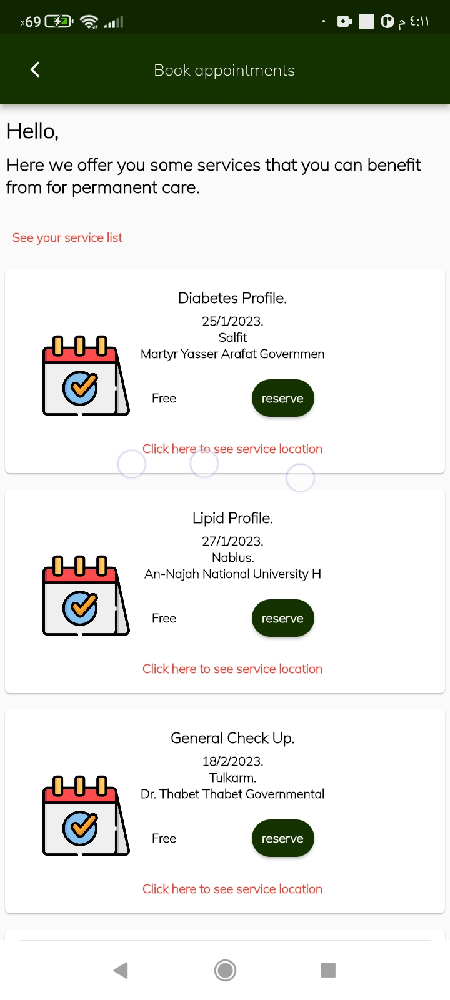 %69
م ٤:١١
Book appointments
Hello,
Here we offer you some services that you can benefit
from for permanent care.
See your service list
Diabetes Profile.
25/1/2023.
Salfit
Martyr Yasser Arafat Governmen
Free
reserve
Click here to see service location
Lipid Profile.
27/1/2023.
Nablus.
An-Najah National University H
Free
reserve
Click here to see service location
General Check Up.
18/2/2023.
Tulkarm.
Dr. Thabet Thabet Governmental
Free
reserve
Click here to see service location